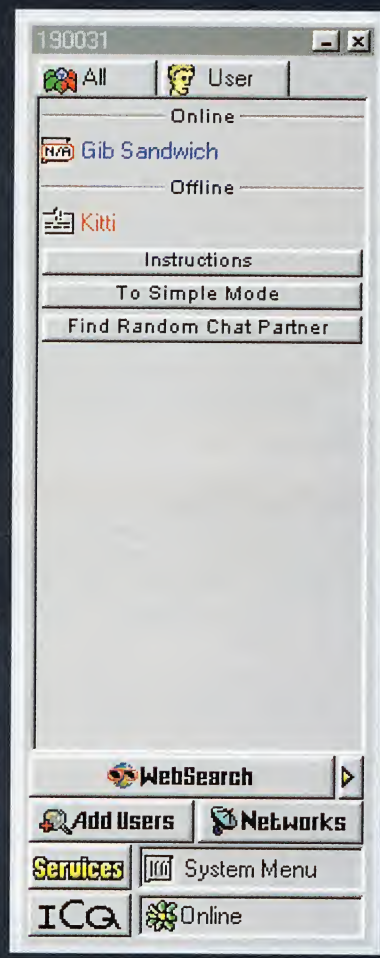 190031
All User
Online
N/A Gib Sandwich
Offline
Kitti
Instructions
To Simple Mode
Find Random Chat Partner
WebSearch
Add Users Networks
Services System Menu
ICQ Online